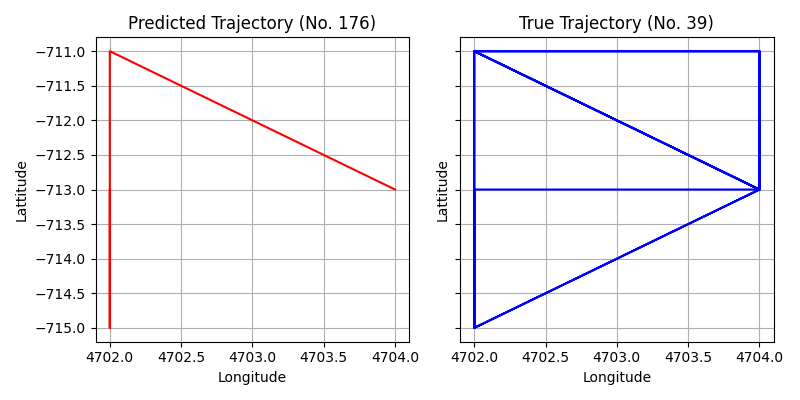 Predicted Trajectory (No. 176)
True Trajectory (No. 39)
−711.0
−711.5
−712.0
−712.5
−713.0
−713.5
−714.0
−714.5
−715.0
Lattitude
Lattitude
4702.0 4702.5 4703.0 4703.5 4704.0
4702.0 4702.5 4703.0 4703.5 4704.0
Longitude
Longitude